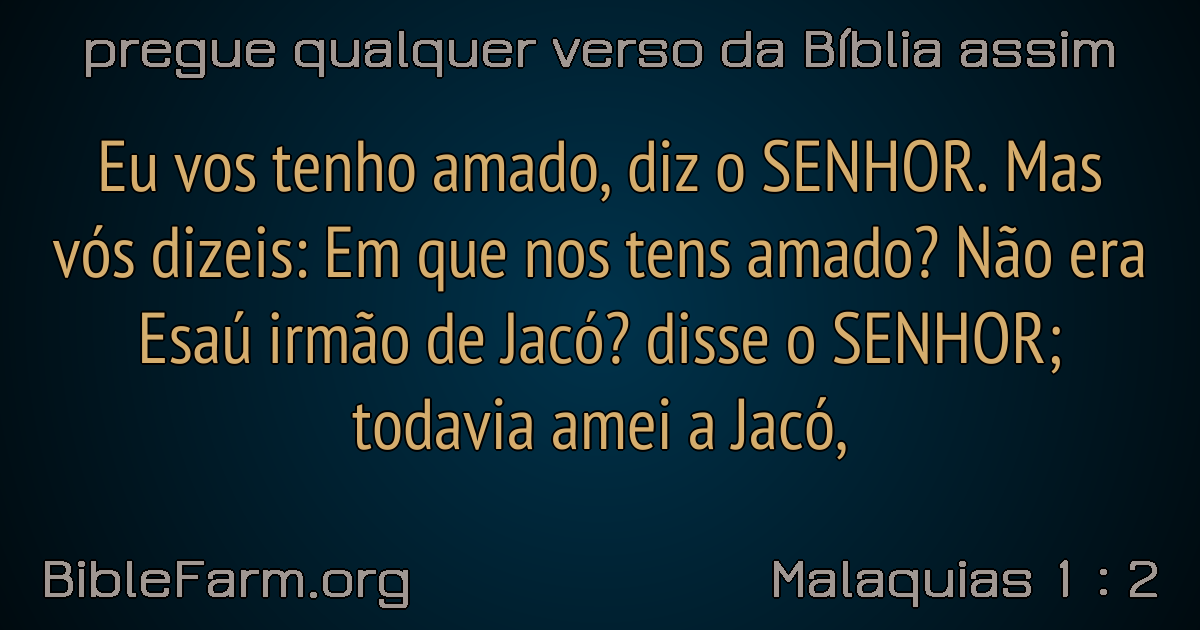 pregue qualquer verso da Bíblia assim
Eu vos tenho amado, diz o SENHOR. Mas
vós dizeis: Em que nos tens amado? Não era
Esaú irmão de Jacó? disse o SENHOR;
todavia amei a Jacó,
BibleFarm.org
Malaquias 1 : 2